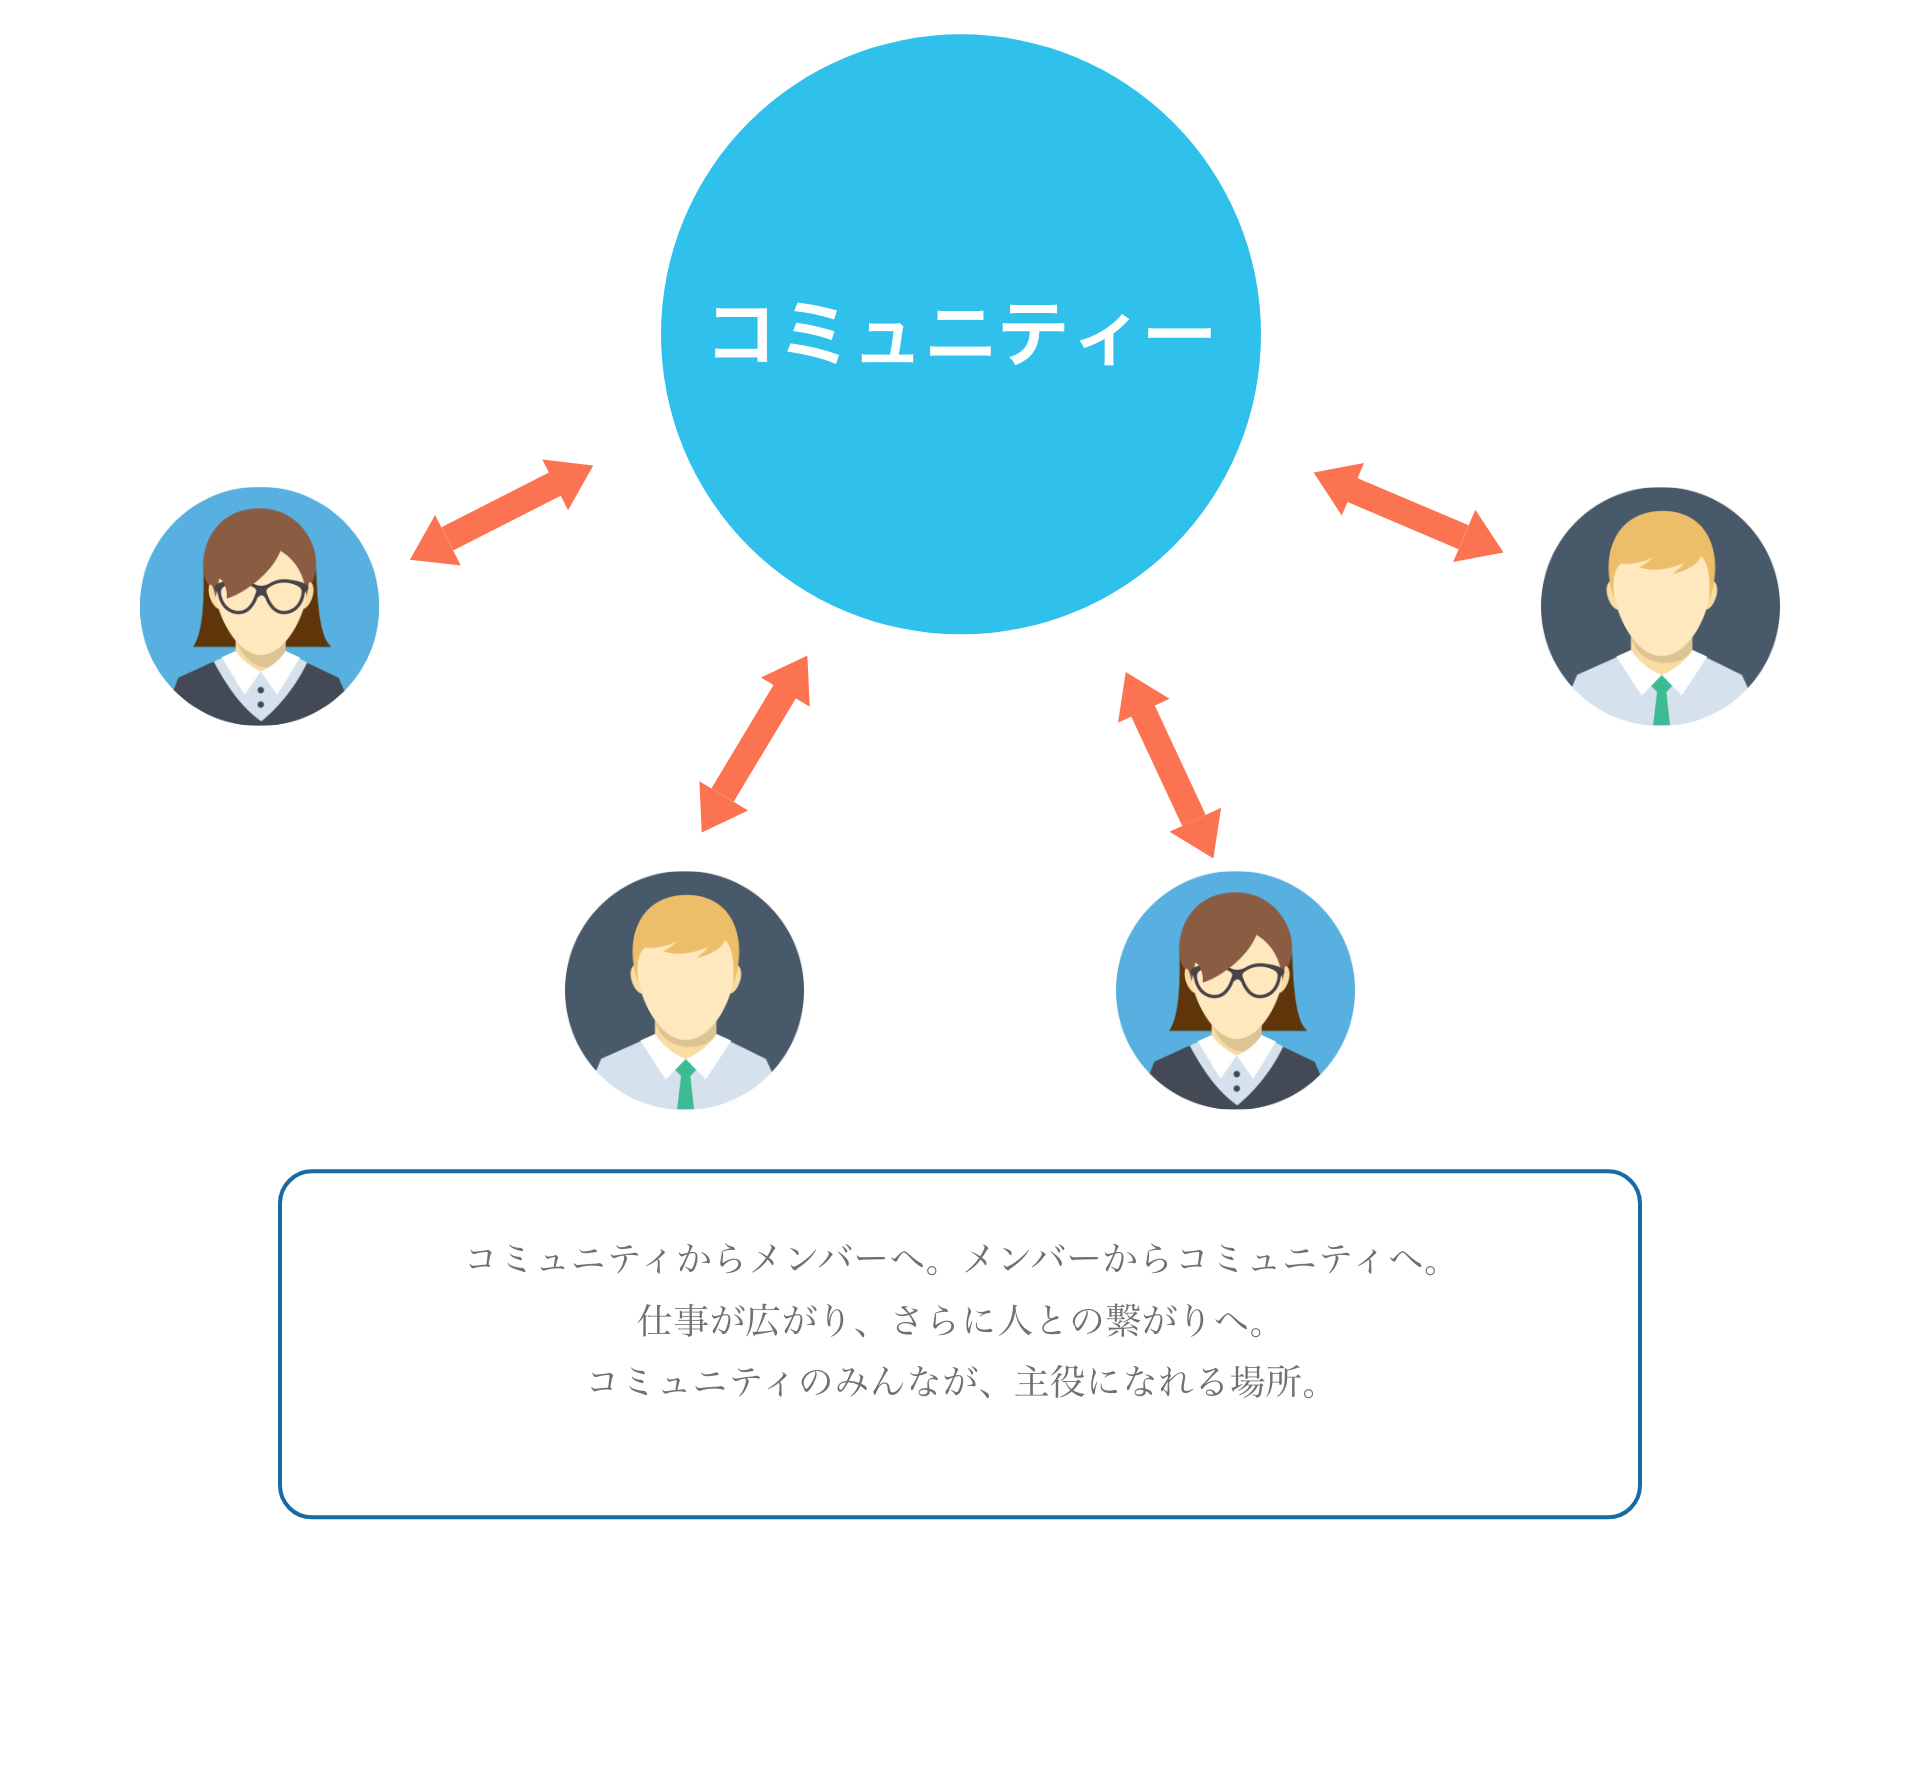 コミュニティー
コミュニティからメンバーへ。メンバーからコミュニティへ。
仕事が広がり、さらに人との繋がりへ。
コミュニティのみんなが、主役になれる場所。